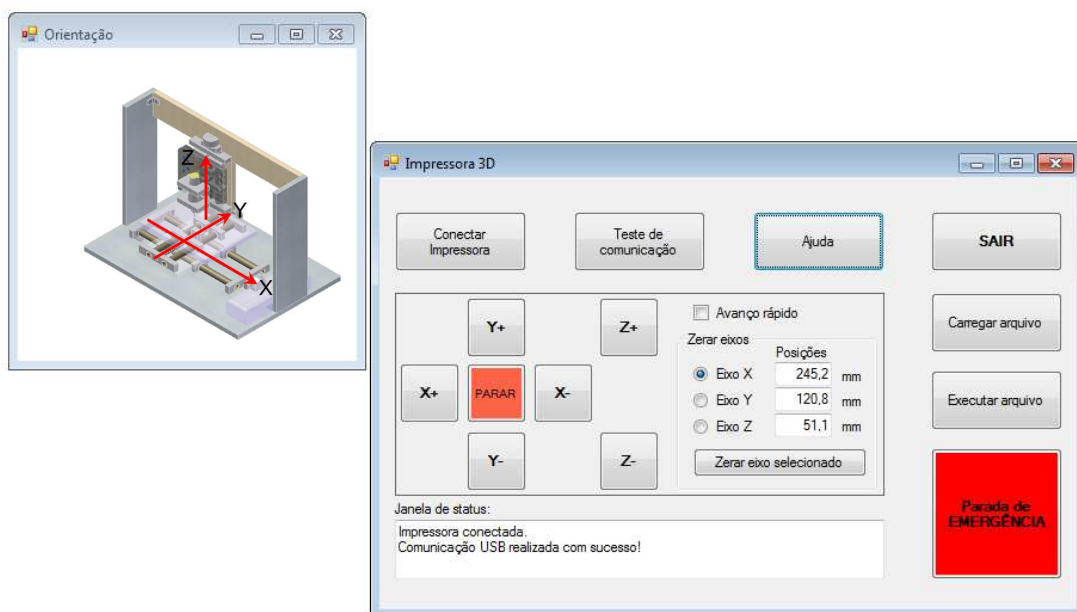 Orientação
Z
Y
X
Impressora 3D
Conectar
Impressora
Teste de
comunicação
Ajuda
SAIR
Y+
Z+
Avanço rápido
Zerar eixos
Posições
Carregar arquivo
X+
PARAR
X-
Eixo X 245,2 mm
Eixo Y 120,8 mm
Eixo Z 51,1 mm
Executar arquivo
Y-
Z-
Zerar eixo selecionado
Parada de
EMERGÊNCIA
Janela de status:
Impressora conectada.
Comunicação USB realizada com sucesso!